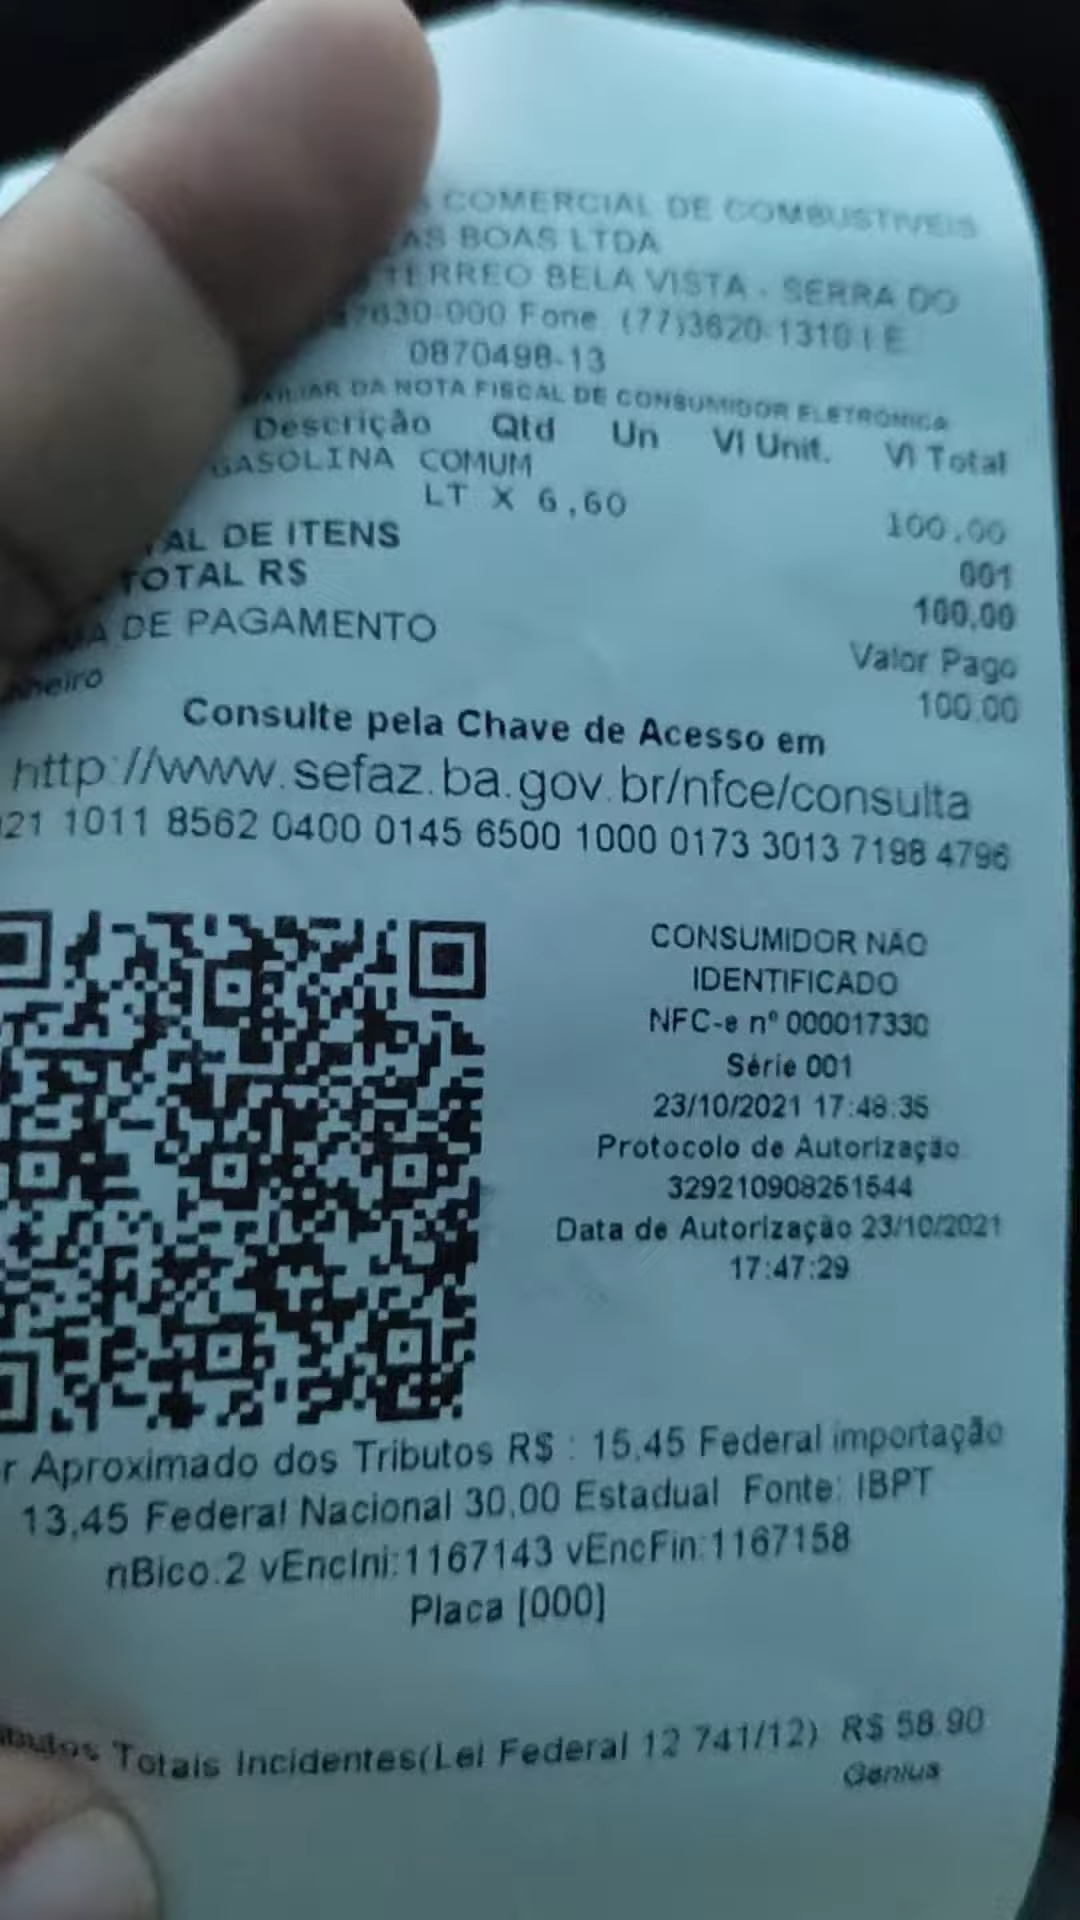 COMERCIAL DE COMBUSTIVEIS
AS BOAS LTDA
TERREO BELA VISTA - SERRA DO
7630-000 Fone (77)3620-1310 I E
0870498-13
DA NOTA FISCAL DE CONSUMIDOR ELETRONICA
Descrição Qtd Un Vl Unit. Vl Total
GASOLINA COMUM
LT X 6,60 100,00
TAL DE ITENS 001
TOTAL R$ 100,00
DE PAGAMENTO Valor Pago
nheiro 100,00
Consulte pela Chave de Acesso em
http://www.sefaz.ba.gov.br/nfce/consulta
21 1011 8562 0400 0145 6500 1000 0173 3013 7198 4796
CONSUMIDOR NÃO
IDENTIFICADO
NFC-e nº 000017330
Série 001
23/10/2021 17:48:35
Protocolo de Autorização
329210908251544
Data de Autorização 23/10/2021
17:47:29
r Aproximado dos Tributos R$ : 15,45 Federal importação
13,45 Federal Nacional 30,00 Estadual Fonte: IBPT
nBico:2 vEncIni:1167143 vEncFin:1167158
Placa [000]
Totais Incidentes(Lei Federal 12 741/12) R$ 58.90
Genius